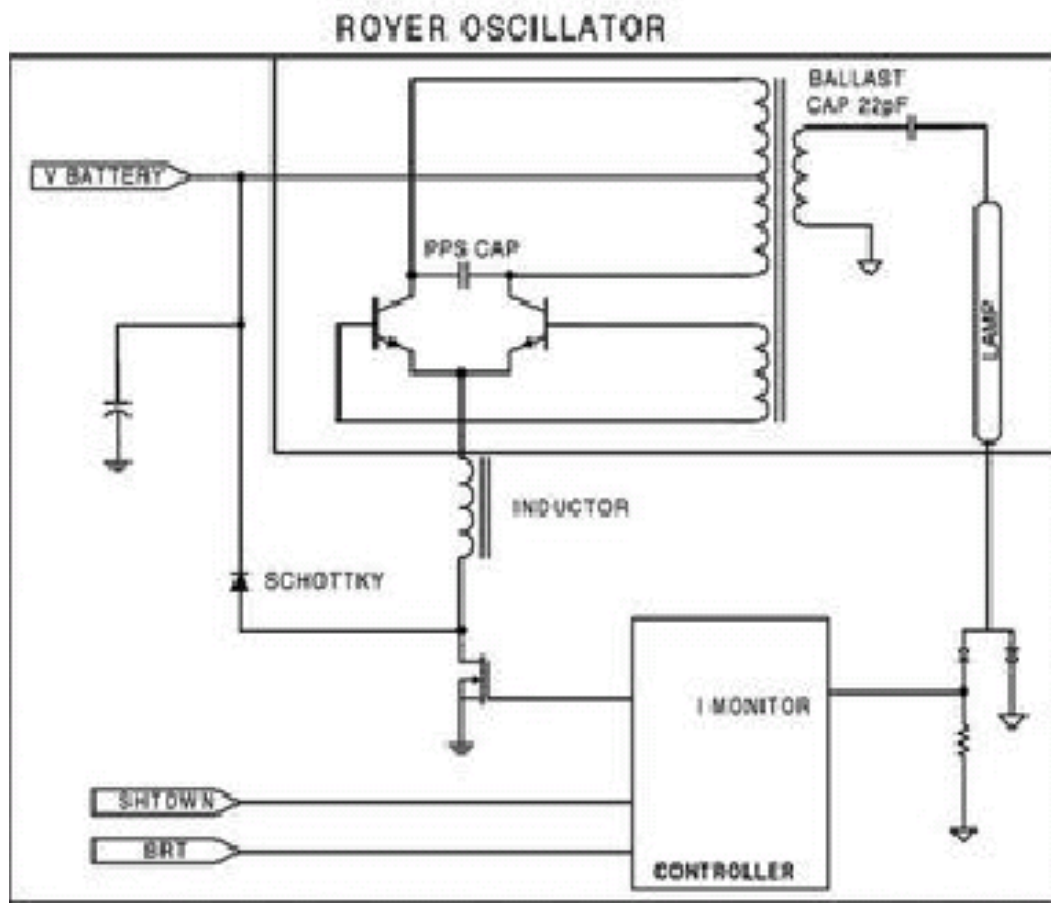 ROYER OSCILLATOR
BALLAST
CAP 22pF
V BATTERY
PPS CAP
LAMP
INDUCTOR
SCHOTTKY
I MONITOR
SHTDWN
BRT
CONTROLLER